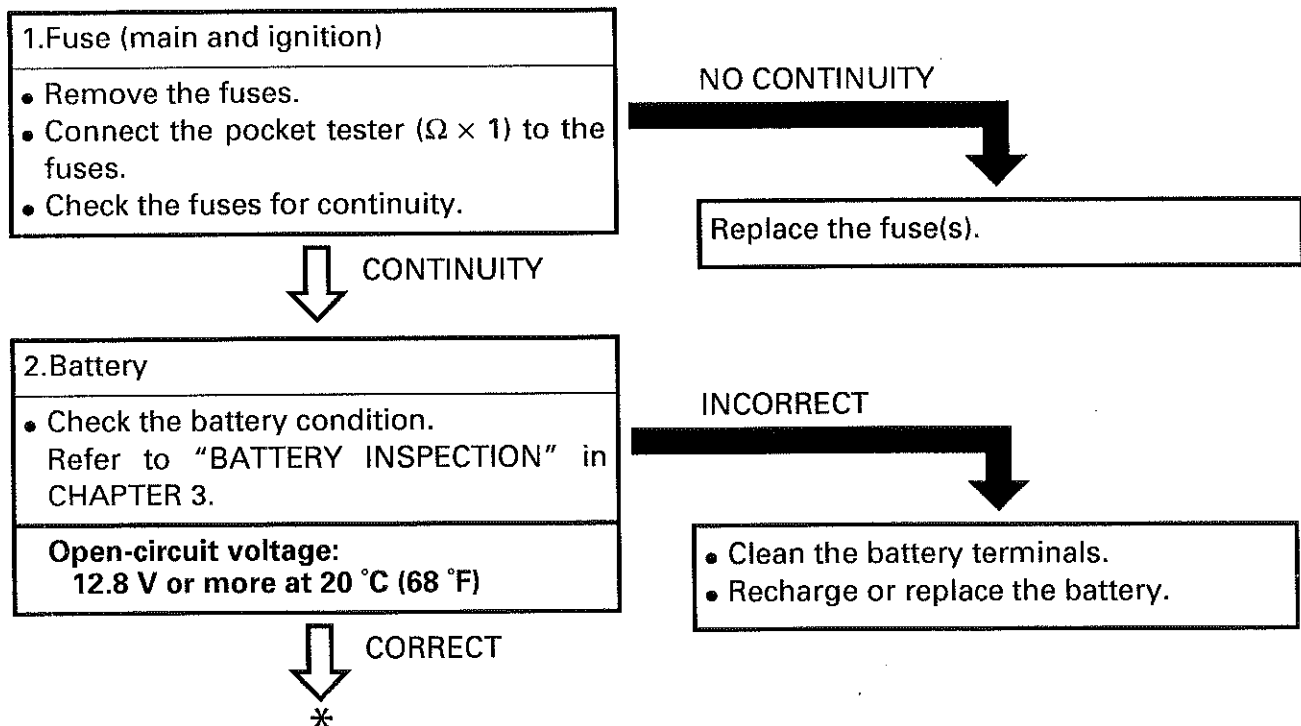 1.Fuse (main and ignition)
• Remove the fuses.
• Connect the pocket tester (Ω × 1) to the
fuses.
• Check the fuses for continuity.
NO CONTINUITY
Replace the fuse(s).
CONTINUITY
2.Battery
• Check the battery condition.
Refer to “BATTERY INSPECTION” in
CHAPTER 3.
Open-circuit voltage:
12.8 V or more at 20 ˚C (68 ˚F)
INCORRECT
• Clean the battery terminals.
• Recharge or replace the battery.
CORRECT
*